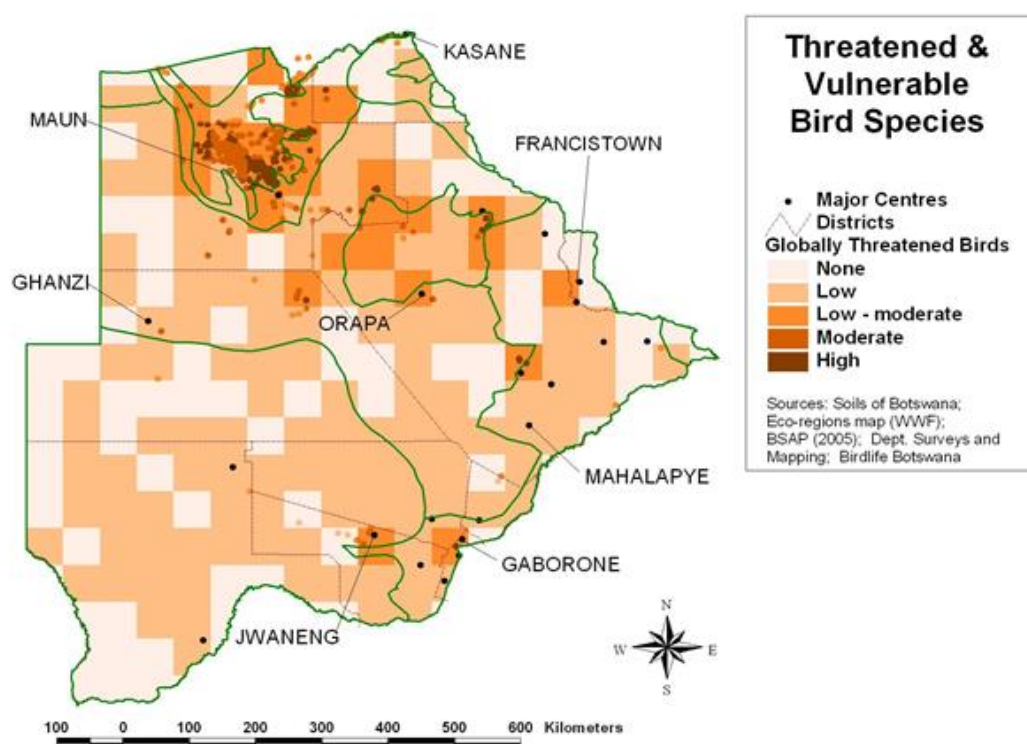 KASANE
MAUN
FRANCISTOWN
GHANZI
ORAPA
MAHALAPYE
GABORONE
JWANENG
N
W E
S
100 0 100 200 300 400 500 600 Kilometers
Threatened &
Vulnerable
Bird Species
Major Centres
Districts
Globally Threatened Birds
None
Low
Low - moderate
Moderate
High
Sources: Soils of Botswana;
Eco-regions map (WWF);
BSAP (2005); Dept. Surveys and
Mapping; Birdlife Botswana